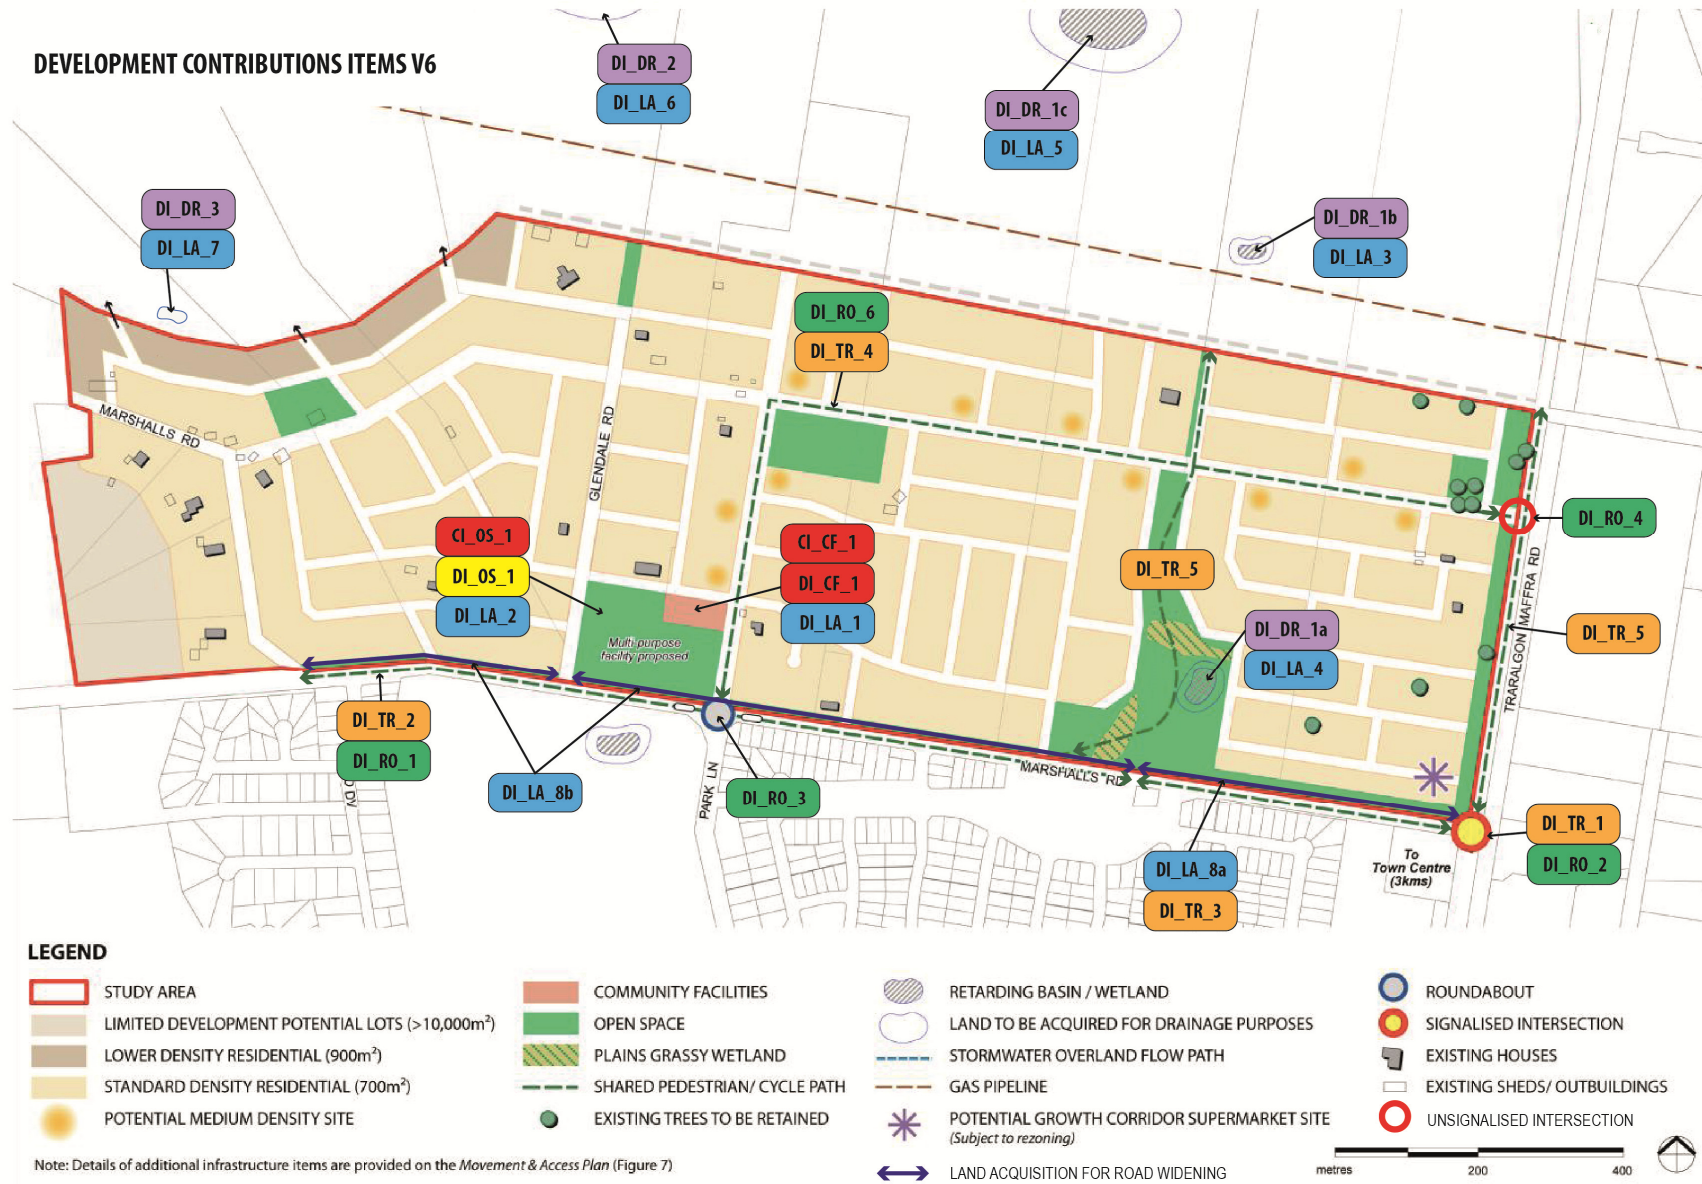 DEVELOPMENT CONTRIBUTIONS ITEMS V6
DI_DR_2
DI_LA_6
DI_DR_1c
DI_LA_5
DI_DR_3
DI_LA_7
DI_DR_1b
DI_LA_3
DI_RO_6
DI_TR_4
MARSHALLS RD
GLENDALE RD
CI_OS_1
DI_OS_1
DI_LA_2
CI_CF_1
DI_CF_1
DI_LA_1
DI_RO_4
DI_TR_5
DI_TR_5
TRARALGON MAFFRA RD
DI_DR_1a
DI_LA_4
Multi-purpose
facility proposed
DI_TR_2
DI_RO_1
DI_LA_8b
PARK LN
DI_RO_3
MARSHALLS RD
DI_LA_8a
DI_TR_3
DI_TR_1
DI_RO_2
To
Town Centre
(3kms)
LEGEND
STUDY AREA
LIMITED DEVELOPMENT POTENTIAL LOTS (>10,000m²)
LOWER DENSITY RESIDENTIAL (900m²)
STANDARD DENSITY RESIDENTIAL (700m²)
POTENTIAL MEDIUM DENSITY SITE
COMMUNITY FACILITIES
OPEN SPACE
PLAINS GRASSY WETLAND
SHARED PEDESTRIAN/ CYCLE PATH
EXISTING TREES TO BE RETAINED
RETARDING BASIN / WETLAND
LAND TO BE ACQUIRED FOR DRAINAGE PURPOSES
STORMWATER OVERLAND FLOW PATH
GAS PIPELINE
POTENTIAL GROWTH CORRIDOR SUPERMARKET SITE
(Subject to rezoning)
LAND ACQUISITION FOR ROAD WIDENING
ROUNDABOUT
SIGNALISED INTERSECTION
EXISTING HOUSES
EXISTING SHEDS/ OUTBUILDINGS
UNSIGNALISED INTERSECTION
Note: Details of additional infrastructure items are provided on the Movement & Access Plan (Figure 7)
metres 200 400